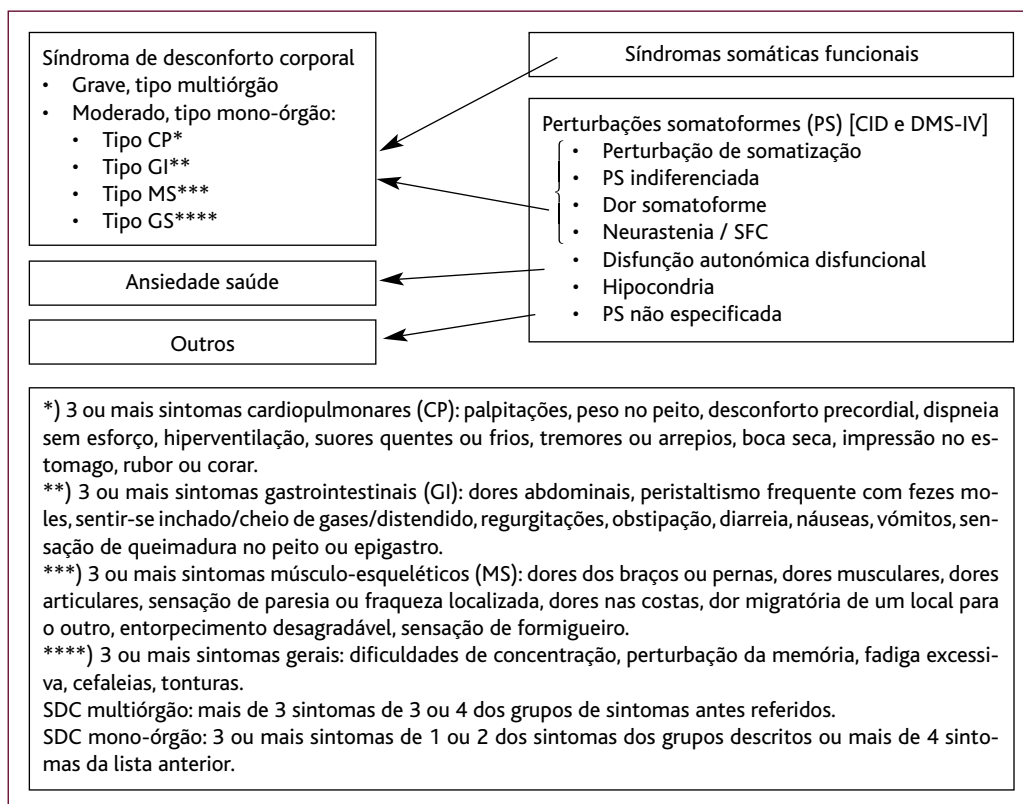 Síndroma de desconforto corporal
• Grave, tipo multiórgão
• Moderado, tipo mono-órgão:
• Tipo CP*
• Tipo GI**
• Tipo MS***
• Tipo GS****
Ansiedade saúde
Outros
Síndromas somáticas funcionais
Perturbações somatoformes (PS) [CID e DMS-IV]
• Perturbação de somatização
• PS indiferenciada
• Dor somatoforme
• Neurastenia / SFC
• Disfunção autonómica disfuncional
• Hipocondria
• PS não especificada
*) 3 ou mais sintomas cardiopulmonares (CP): palpitações, peso no peito, desconforto precordial, dispneia
sem esforço, hiperventilação, suores quentes ou frios, tremores ou arrepios, boca seca, impressão no es-
tomago, rubor ou corar.
**) 3 ou mais sintomas gastrointestinais (GI): dores abdominais, peristaltismo frequente com fezes mo-
les, sentir-se inchado/cheio de gases/distendido, regurgitações, obstipação, diarreia, náuseas, vómitos, sen-
sação de queimadura no peito ou epigastro.
***) 3 ou mais sintomas músculo-esqueléticos (MS): dores dos braços ou pernas, dores musculares, dores
articulares, sensação de paresia ou fraqueza localizada, dores nas costas, dor migratória de um local para
o outro, entorpecimento desagradável, sensação de formigueiro.
****) 3 ou mais sintomas gerais: dificuldades de concentração, perturbação da memória, fadiga excessi-
va, cefaleias, tonturas.
SDC multiórgão: mais de 3 sintomas de 3 ou 4 dos grupos de sintomas antes referidos.
SDC mono-órgão: 3 ou mais sintomas de 1 ou 2 dos sintomas dos grupos descritos ou mais de 4 sinto-
mas da lista anterior.